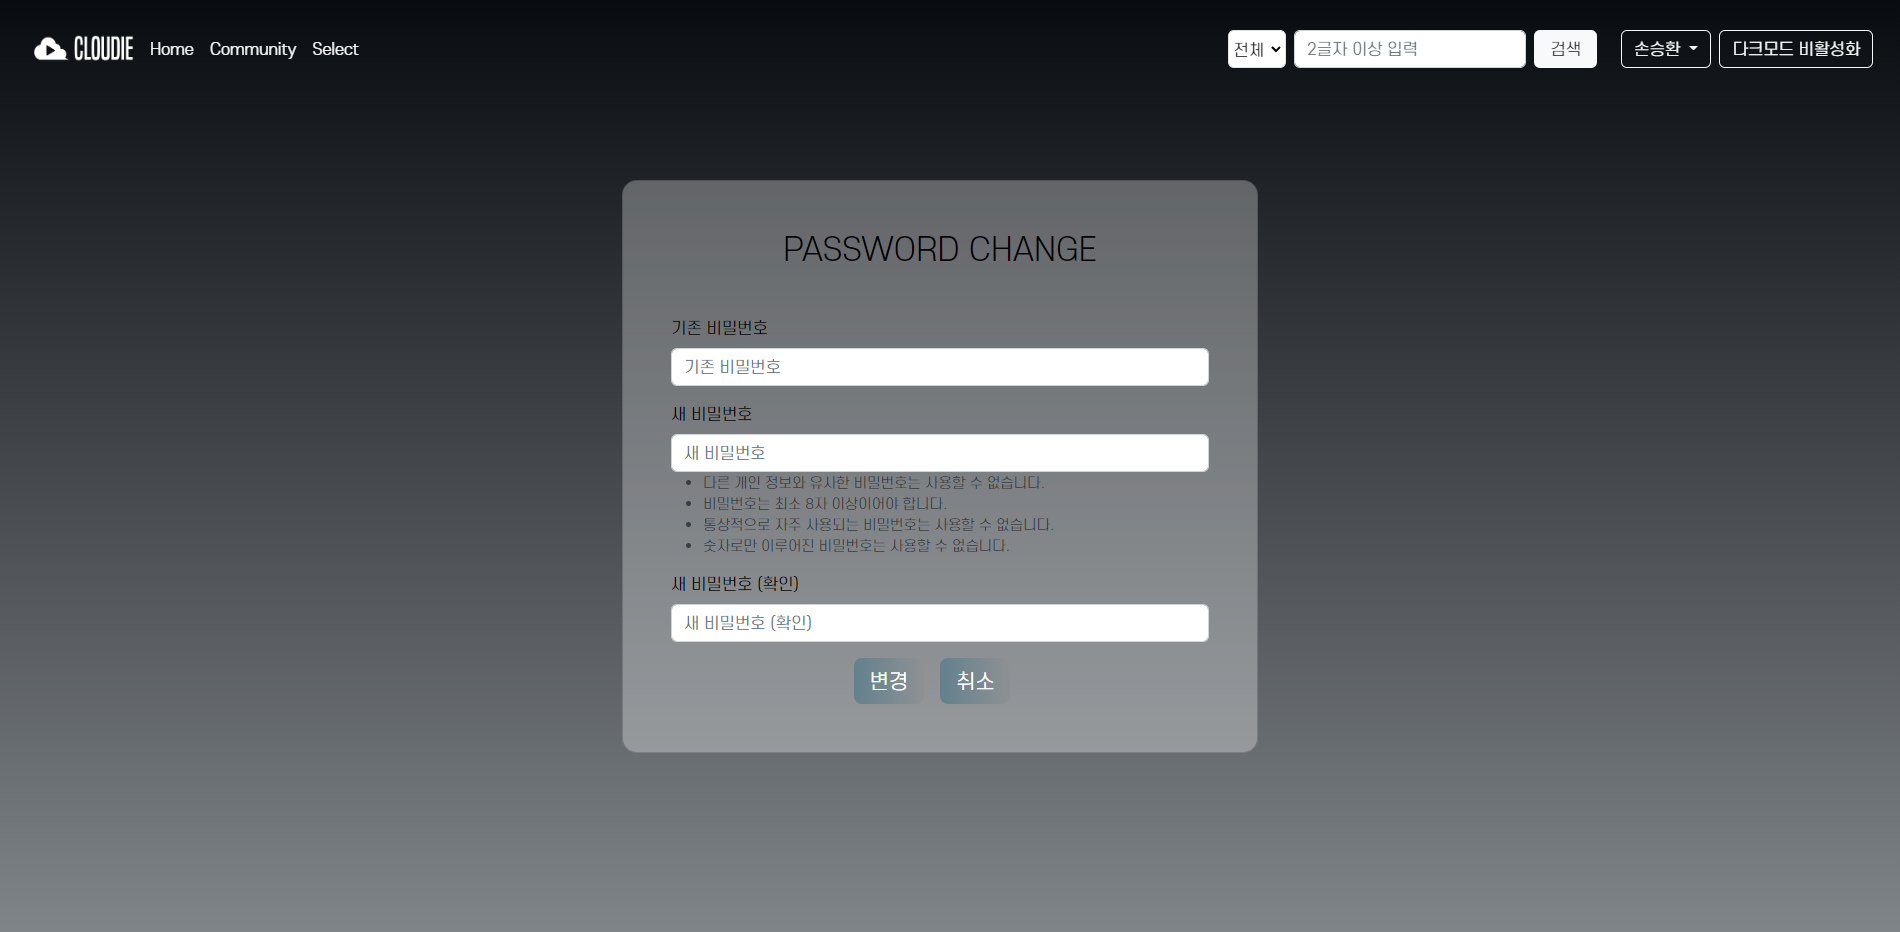 CLOUDIE Home Community Select 전체 2글자 이상 입력 검색 손승환 다크모드 비활성화
PASSWORD CHANGE
기존 비밀번호
기존 비밀번호
새 비밀번호
새 비밀번호
다른 개인 정보와 유사한 비밀번호는 사용할 수 없습니다.
비밀번호는 최소 8자 이상이어야 합니다.
통상적으로 자주 사용되는 비밀번호는 사용할 수 없습니다.
숫자로만 이루어진 비밀번호는 사용할 수 없습니다.
새 비밀번호 (확인)
새 비밀번호 (확인)
변경 취소